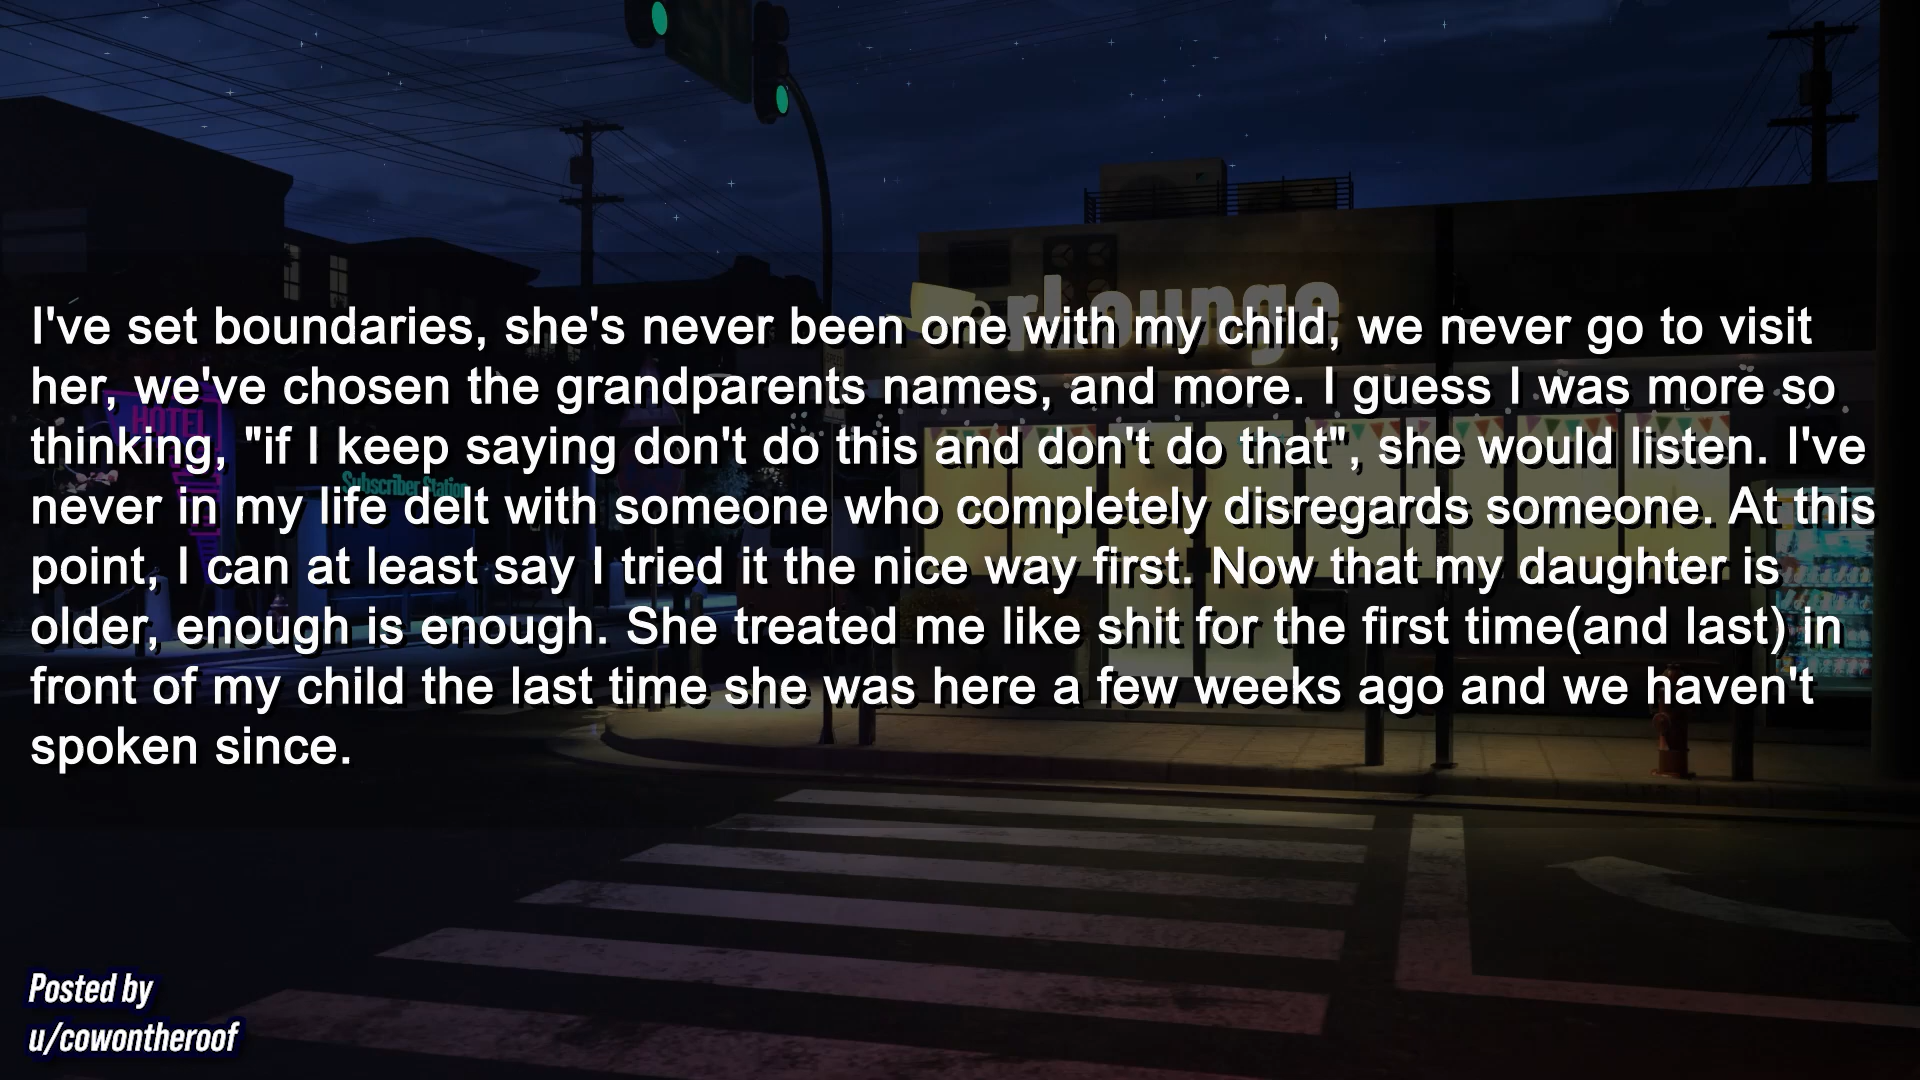 I've set boundaries, she's never been one with my child, we never go to visit
her, we've chosen the grandparents names, and more. I guess I was more so
thinking, "if I keep saying don't do this and don't do that", she would listen. I've
never in my life delt with someone who completely disregards someone. At this
point, I can at least say I tried it the nice way first. Now that my daughter is
older, enough is enough. She treated me like shit for the first time(and last) in
front of my child the last time she was here a few weeks ago and we haven't
spoken since.
rLounge
HOTEL
Subscriber Station
Posted by
u/cowontheroof